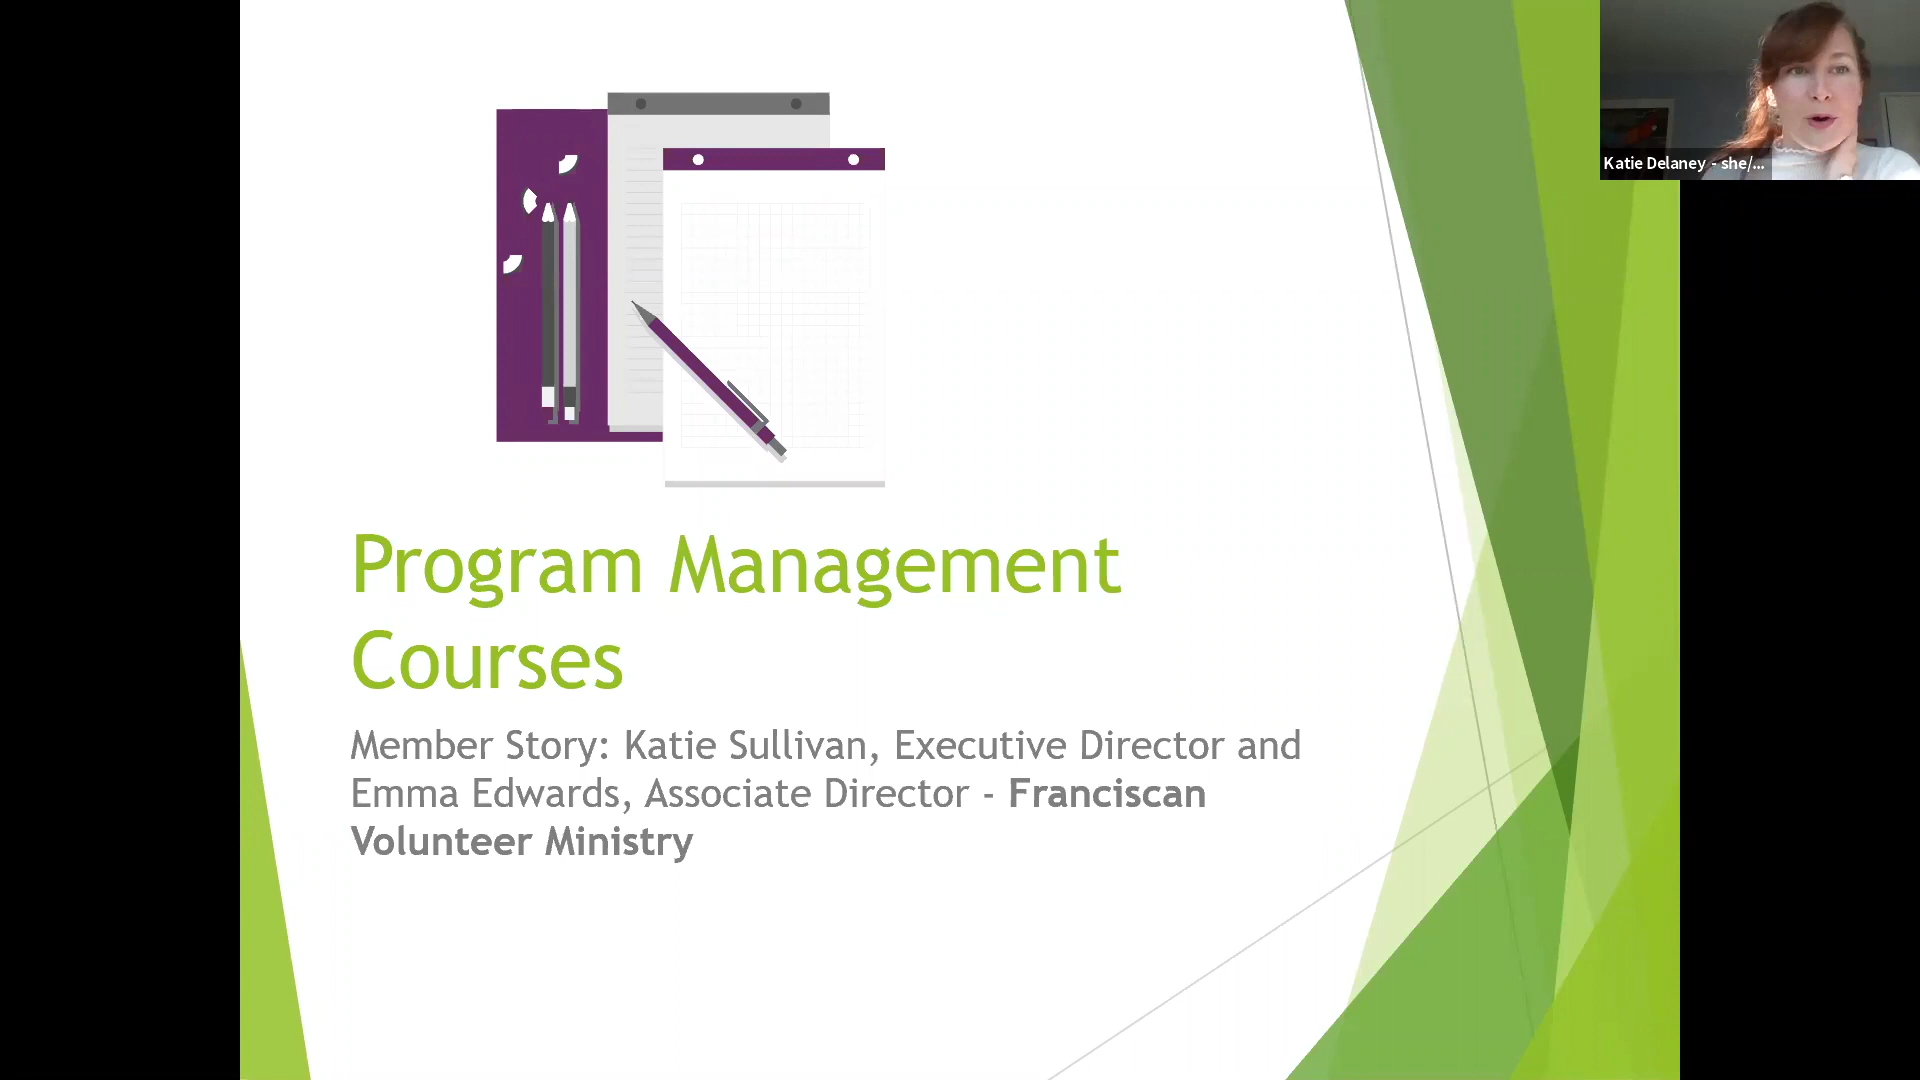 Katie Delaney - she/...
Program Management
Courses
Member Story: Katie Sullivan, Executive Director and
Emma Edwards, Associate Director - Franciscan
Volunteer Ministry